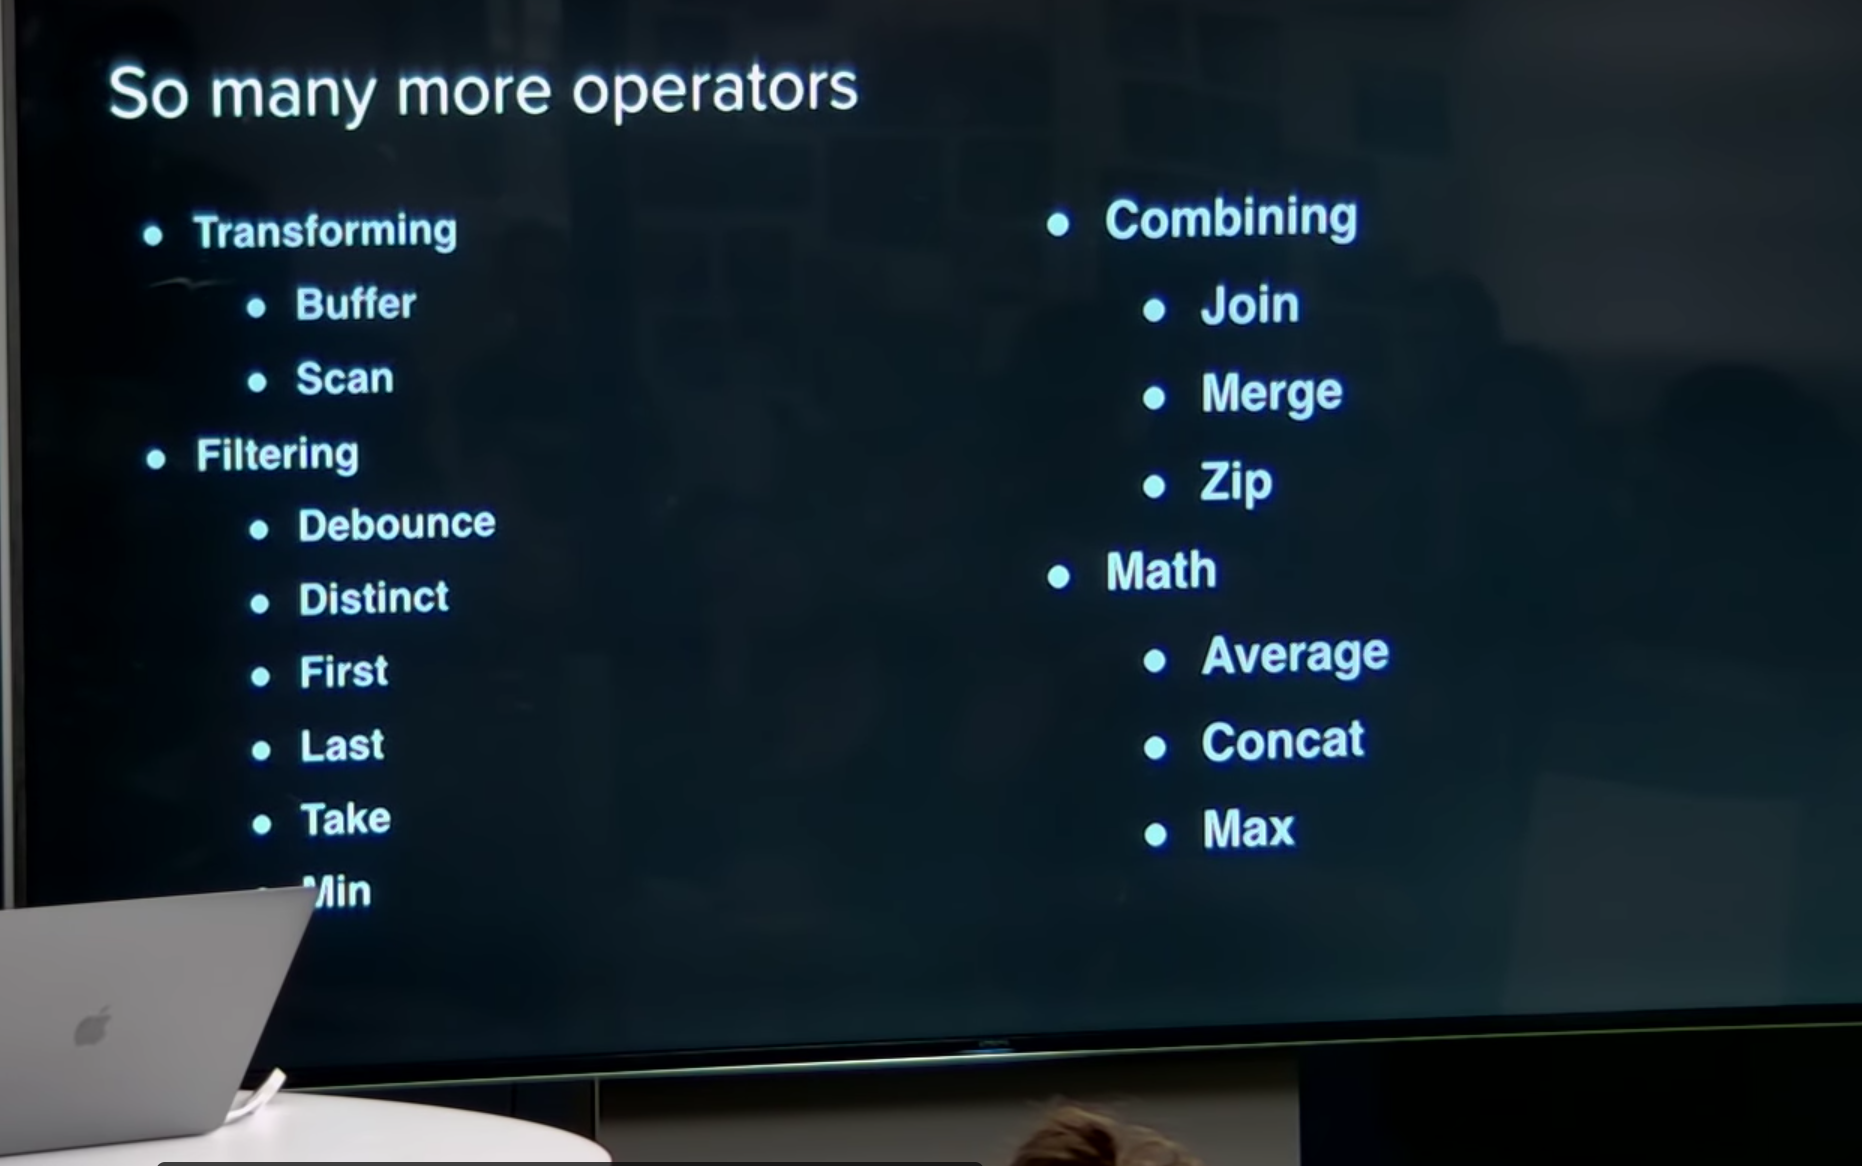 So many more operators
Transforming
Buffer
Scan
Filtering
Debounce
Distinct
First
Last
Take
Min
Combining
Join
Merge
Zip
Math
Average
Concat
Max